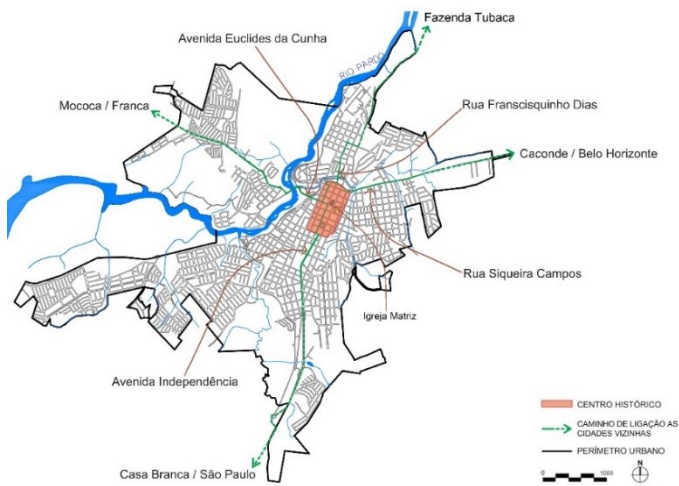 Fazenda Tubaca
Avenida Euclides da Cunha
RIO PARDO
Mococa / Franca
Rua Franscisquinho Dias
Caconde / Belo Horizonte
Rua Siqueira Campos
Igreja Matriz
Avenida Independência
Casa Branca / São Paulo
CENTRO HISTÓRICO
CAMINHO DE LIGAÇÃO AS
CIDADES VIZINHAS
PERÍMETRO URBANO
0 1000
N